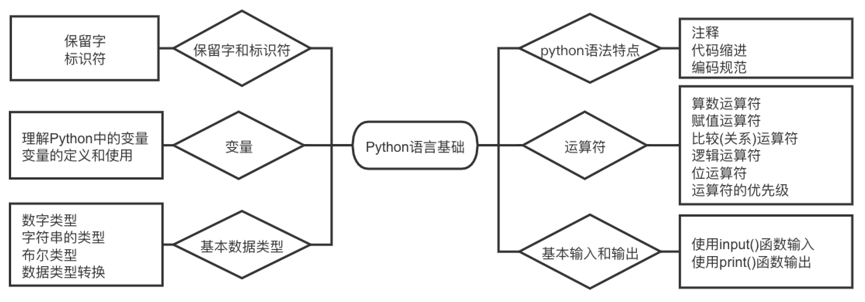 保留字
标识符
保留字和标识符
理解Python中的变量
变量的定义和使用
变量
数字类型
字符串的类型
布尔类型
数据类型转换
基本数据类型
Python语言基础
python语法特点
注释
代码缩进
编码规范
运算符
算数运算符
赋值运算符
比较(关系)运算符
逻辑运算符
位运算符
运算符的优先级
基本输入和输出
使用input()函数输入
使用print()函数输出